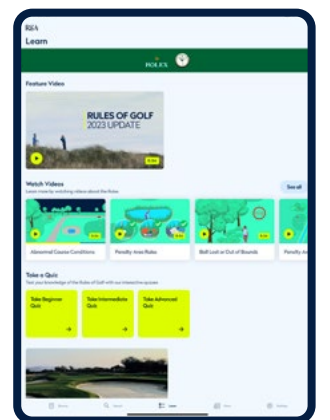 R&A
Learn
ROLEX
Feature Video
RULES OF GOLF
2023 UPDATE
Watch Videos
Learn more by watching videos about the Rules
See all
Abnormal Course Conditions
Penalty Area Rules
Ball Lost or Out of Bounds
Penalty A
Take a Quiz
Test your knowledge of the Rules of Golf with our interactive quizzes
Take Beginner
Quiz
Take Intermediate
Quiz
Take Advanced
Quiz
Learn